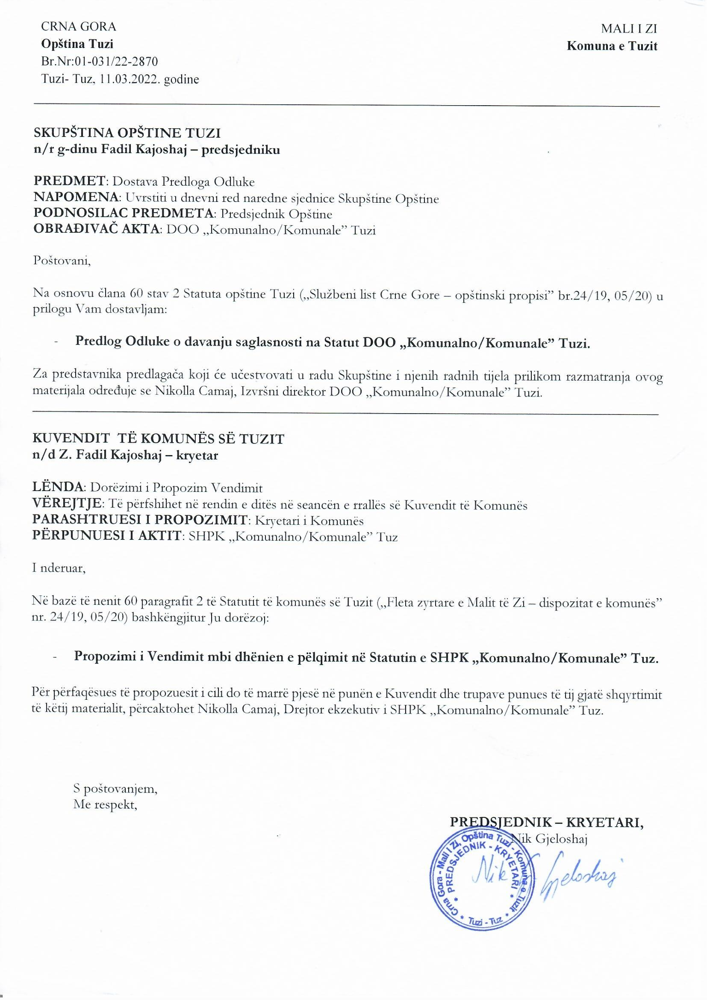 CRNA GORA
Opština Tuzi
Br.Nr:01-031/22-2870
Tuzi- Tuz, 11.03.2022. godine
MALI I ZI
Komuna e Tuzit
SKUPŠTINA OPŠTINE TUZI
n/r g-dinu Fadil Kajoshaj – predsjedniku
PREDMET: Dostava Predloga Odluke
NAPOMENA: Uvrstiti u dnevni red naredne sjednice Skupštine Opštine
PODNOSILAC PREDMETA: Predsjednik Opštine
OBRAĐIVAČ AKTA: DOO „Komunalno/Komunale” Tuzi
Poštovani,
Na osnovu člana 60 stav 2 Statuta opštine Tuzi („Službeni list Crne Gore – opštinski propisi” br.24/19, 05/20) u
prilogu Vam dostavljam:
- Predlog Odluke o davanju saglasnosti na Statut DOO „Komunalno/Komunale” Tuzi.
Za predstavnika predlagača koji će učestvovati u radu Skupštine i njenih radnih tijela prilikom razmatranja ovog
materijala određuje se Nikolla Camaj, Izvršni direktor DOO „Komunalno/Komunale” Tuzi.
KUVENDIT TË KOMUNËS SË TUZIT
n/d Z. Fadil Kajoshaj – kryetar
LËNDA: Dorëzimi i Propozim Vendimit
VËREJTJE: Të përfshihet në rendin e ditës në seancën e rrallës së Kuvendit të Komunës
PARASHTRUESI I PROPOZIMIT: Kryetari i Komunës
PËRPUNUESI I AKTIT: SHPK „Komunalno/Komunale” Tuz
I nderuar,
Në bazë të nenit 60 paragrafit 2 të Statutit të komunës së Tuzit („Fleta zyrtare e Malit të Zi – dispozitat e komunës”
nr. 24/19, 05/20) bashkëngjitur Ju dorëzoj:
- Propozimi i Vendimit mbi dhënien e pëlqimit në Statutin e SHPK „Komunalno/Komunale” Tuz.
Për përfaqësues të propozuesit i cili do të marrë pjesë në punën e Kuvendit dhe trupave punues të tij gjatë shqyrtimit
të këtij materialit, përcaktohet Nikolla Camaj, Drejtor ekzekutiv i SHPK „Komunalno/Komunale” Tuz.
S poštovanjem,
Me respekt,
PREDSJEDNIK – KRYETARI,
Nik Gjeloshaj
Crna Gora - Mali I Zi, Opština Tuzi - Komuna e Tuzit
* PREDSJEDNIK - KRYETARI *
* Tuzi - Tuz *
Nik Gjeloshaj